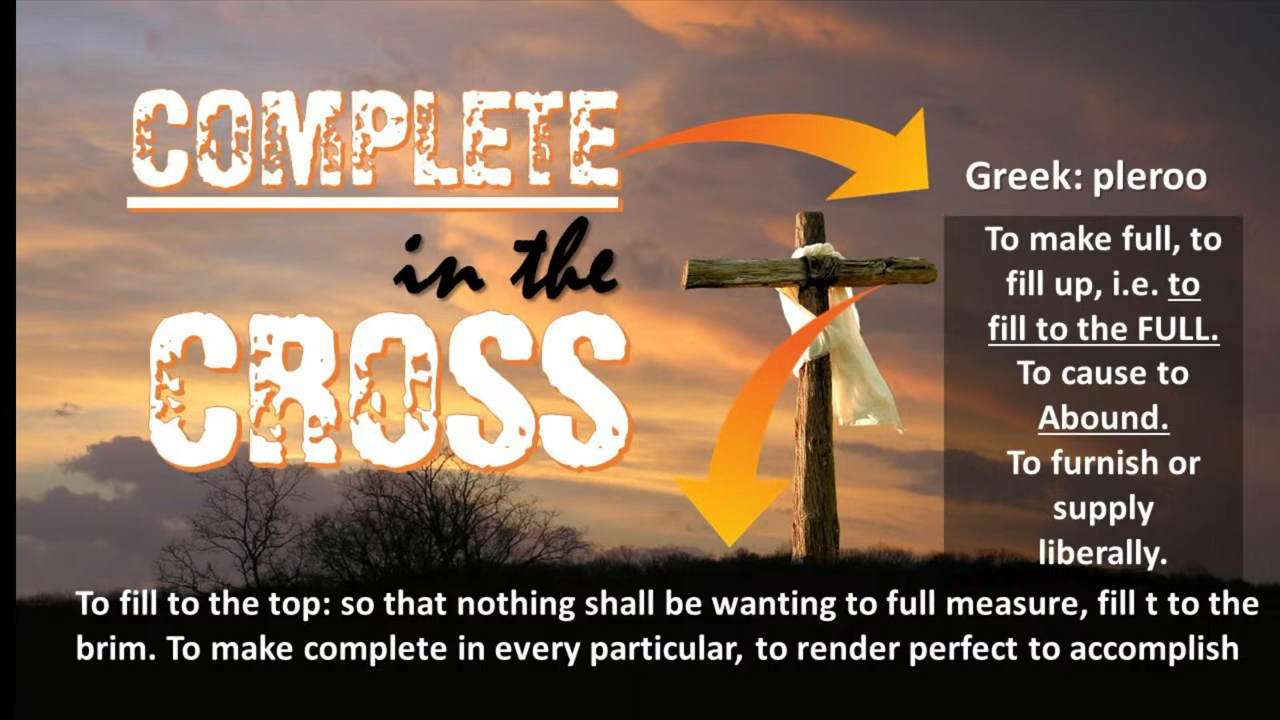 COMPLETE
in the
CROSS
Greek: pleroo
To make full, to
fill up, i.e. to
fill to the FULL.
To cause to
Abound.
To furnish or
supply
liberally.
To fill to the top: so that nothing shall be wanting to full measure, fill t to the
brim. To make complete in every particular, to render perfect to accomplish